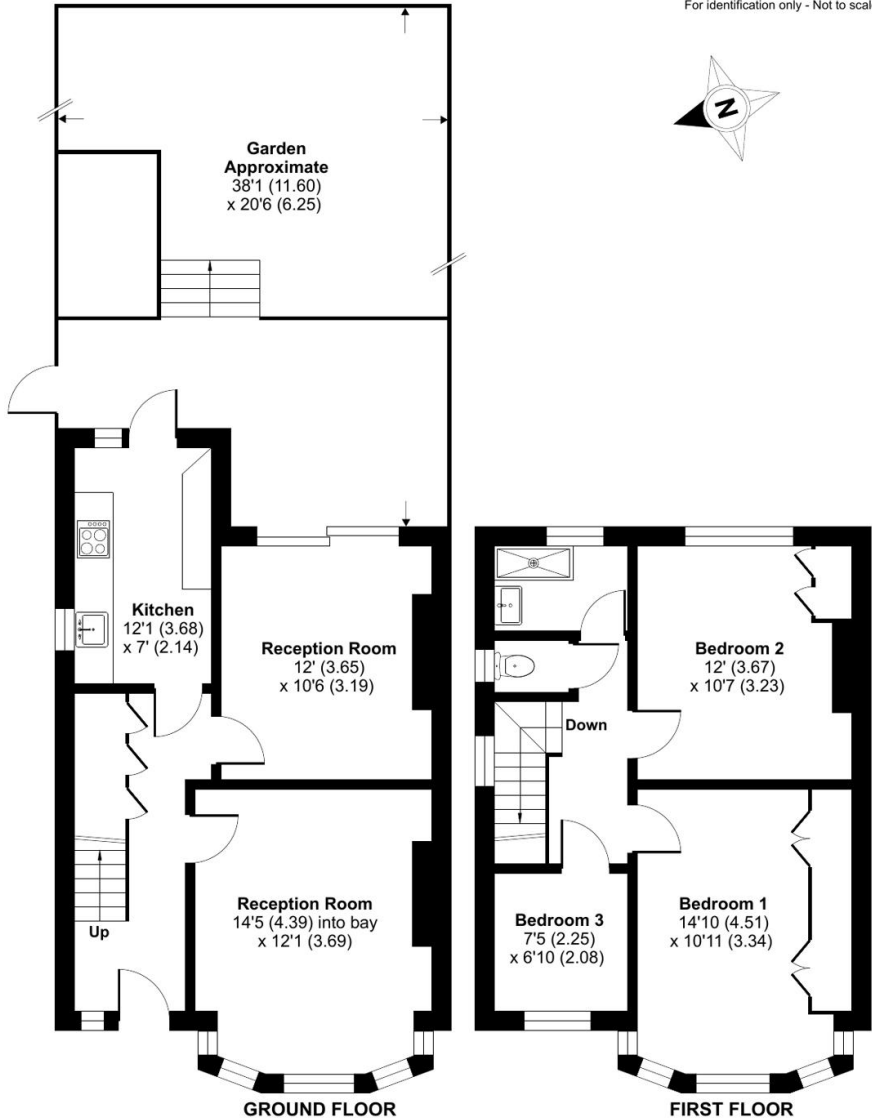 For identification only - Not to scale
N
Garden
Approximate
38'1 (11.60)
x 20'6 (6.25)
Kitchen
12'1 (3.68)
x 7' (2.14)
Reception Room
12' (3.65)
x 10'6 (3.19)
Reception Room
14'5 (4.39) into bay
x 12'1 (3.69)
Up
GROUND FLOOR
Bedroom 2
12' (3.67)
x 10'7 (3.23)
Down
Bedroom 3
7'5 (2.25)
x 6'10 (2.08)
Bedroom 1
14'10 (4.51)
x 10'11 (3.34)
FIRST FLOOR